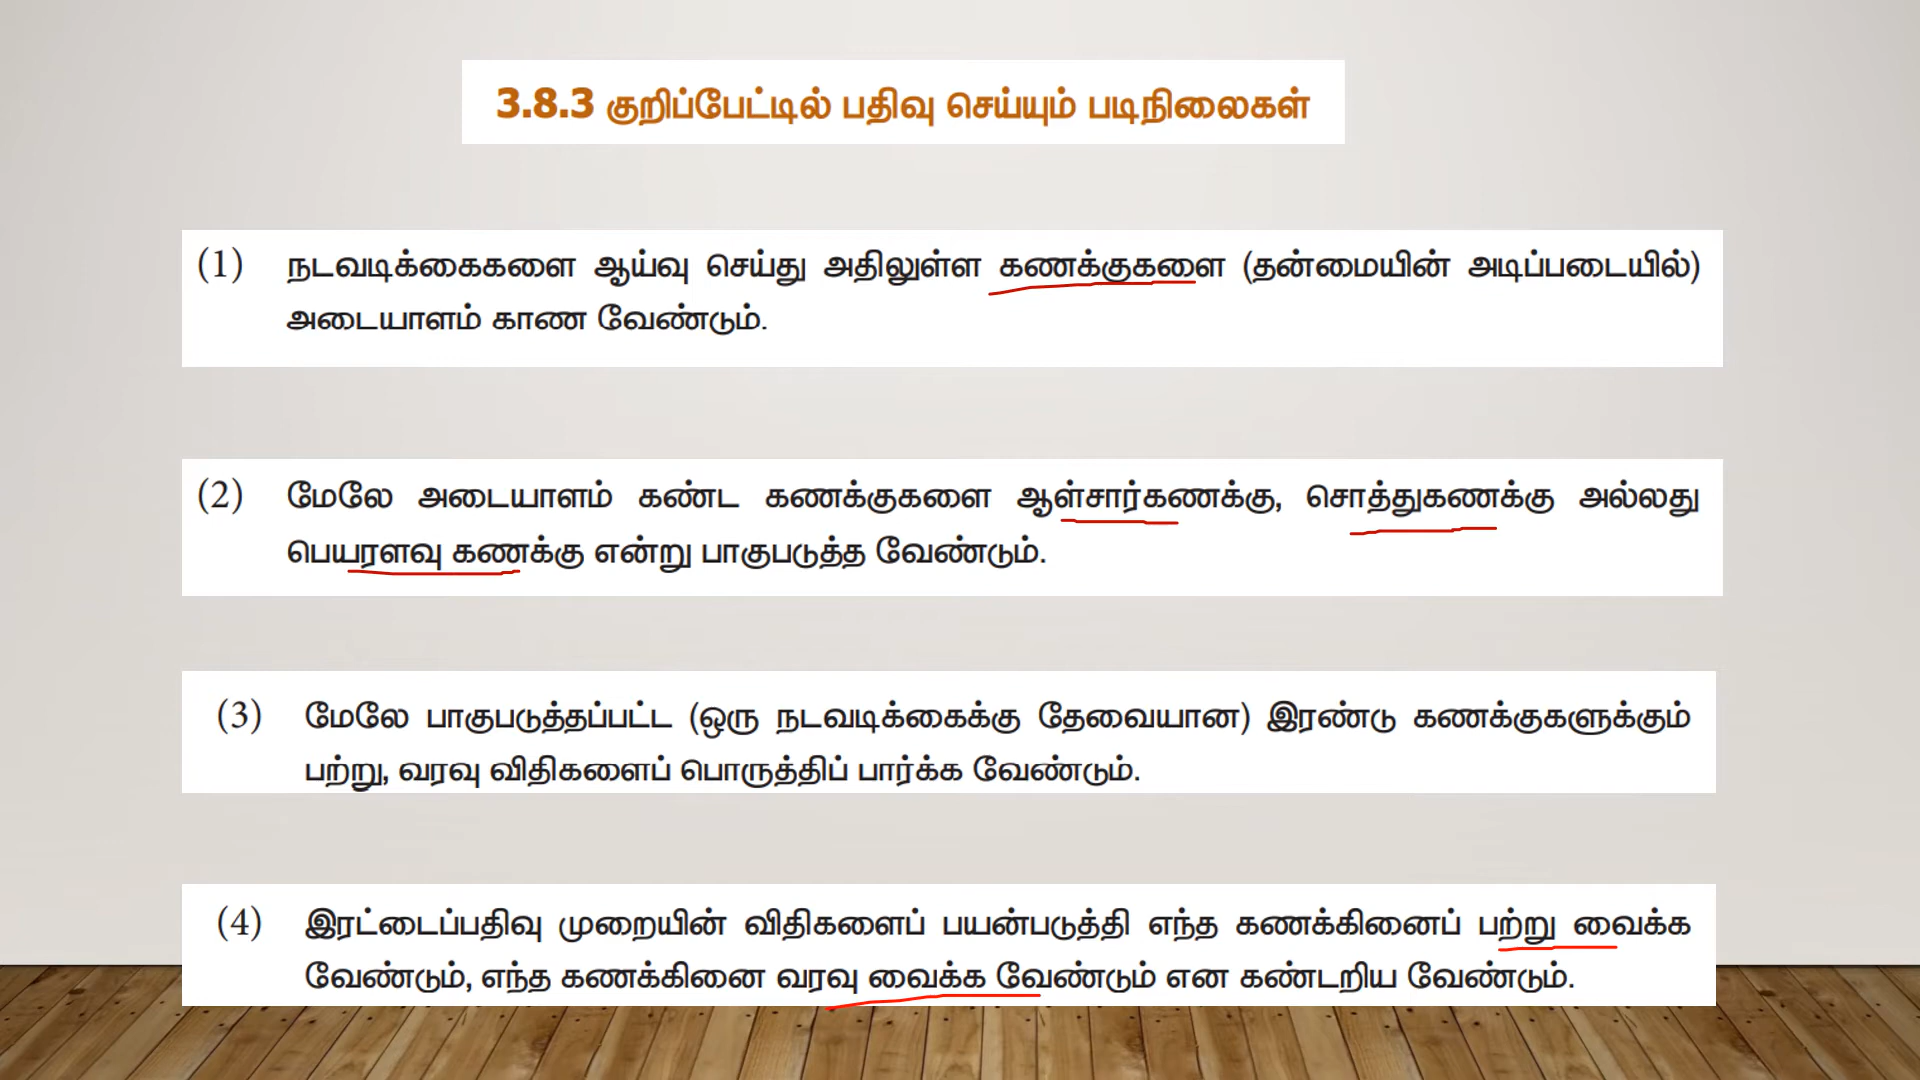 3.8.3 குறிப்பேட்டில் பதிவு செய்யும் படிநிலைகள்
(1) நடவடிக்கைகளை ஆய்வு செய்து அதிலுள்ள கணக்குகளை (தன்மையின் அடிப்படையில்)
அடையாளம் காண வேண்டும்.
(2) மேலே அடையாளம் கண்ட கணக்குகளை ஆள்சார்கணக்கு, சொத்துகணக்கு அல்லது
பெயரளவு கணக்கு என்று பாகுபடுத்த வேண்டும்.
(3) மேலே பாகுபடுத்தப்பட்ட (ஒரு நடவடிக்கைக்கு தேவையான) இரண்டு கணக்குகளுக்கும்
பற்று, வரவு விதிகளைப் பொருத்திப் பார்க்க வேண்டும்.
(4) இரட்டைப்பதிவு முறையின் விதிகளைப் பயன்படுத்தி எந்த கணக்கினைப் பற்று வைக்க
வேண்டும், எந்த கணக்கினை வரவு வைக்க வேண்டும் என கண்டறிய வேண்டும்.